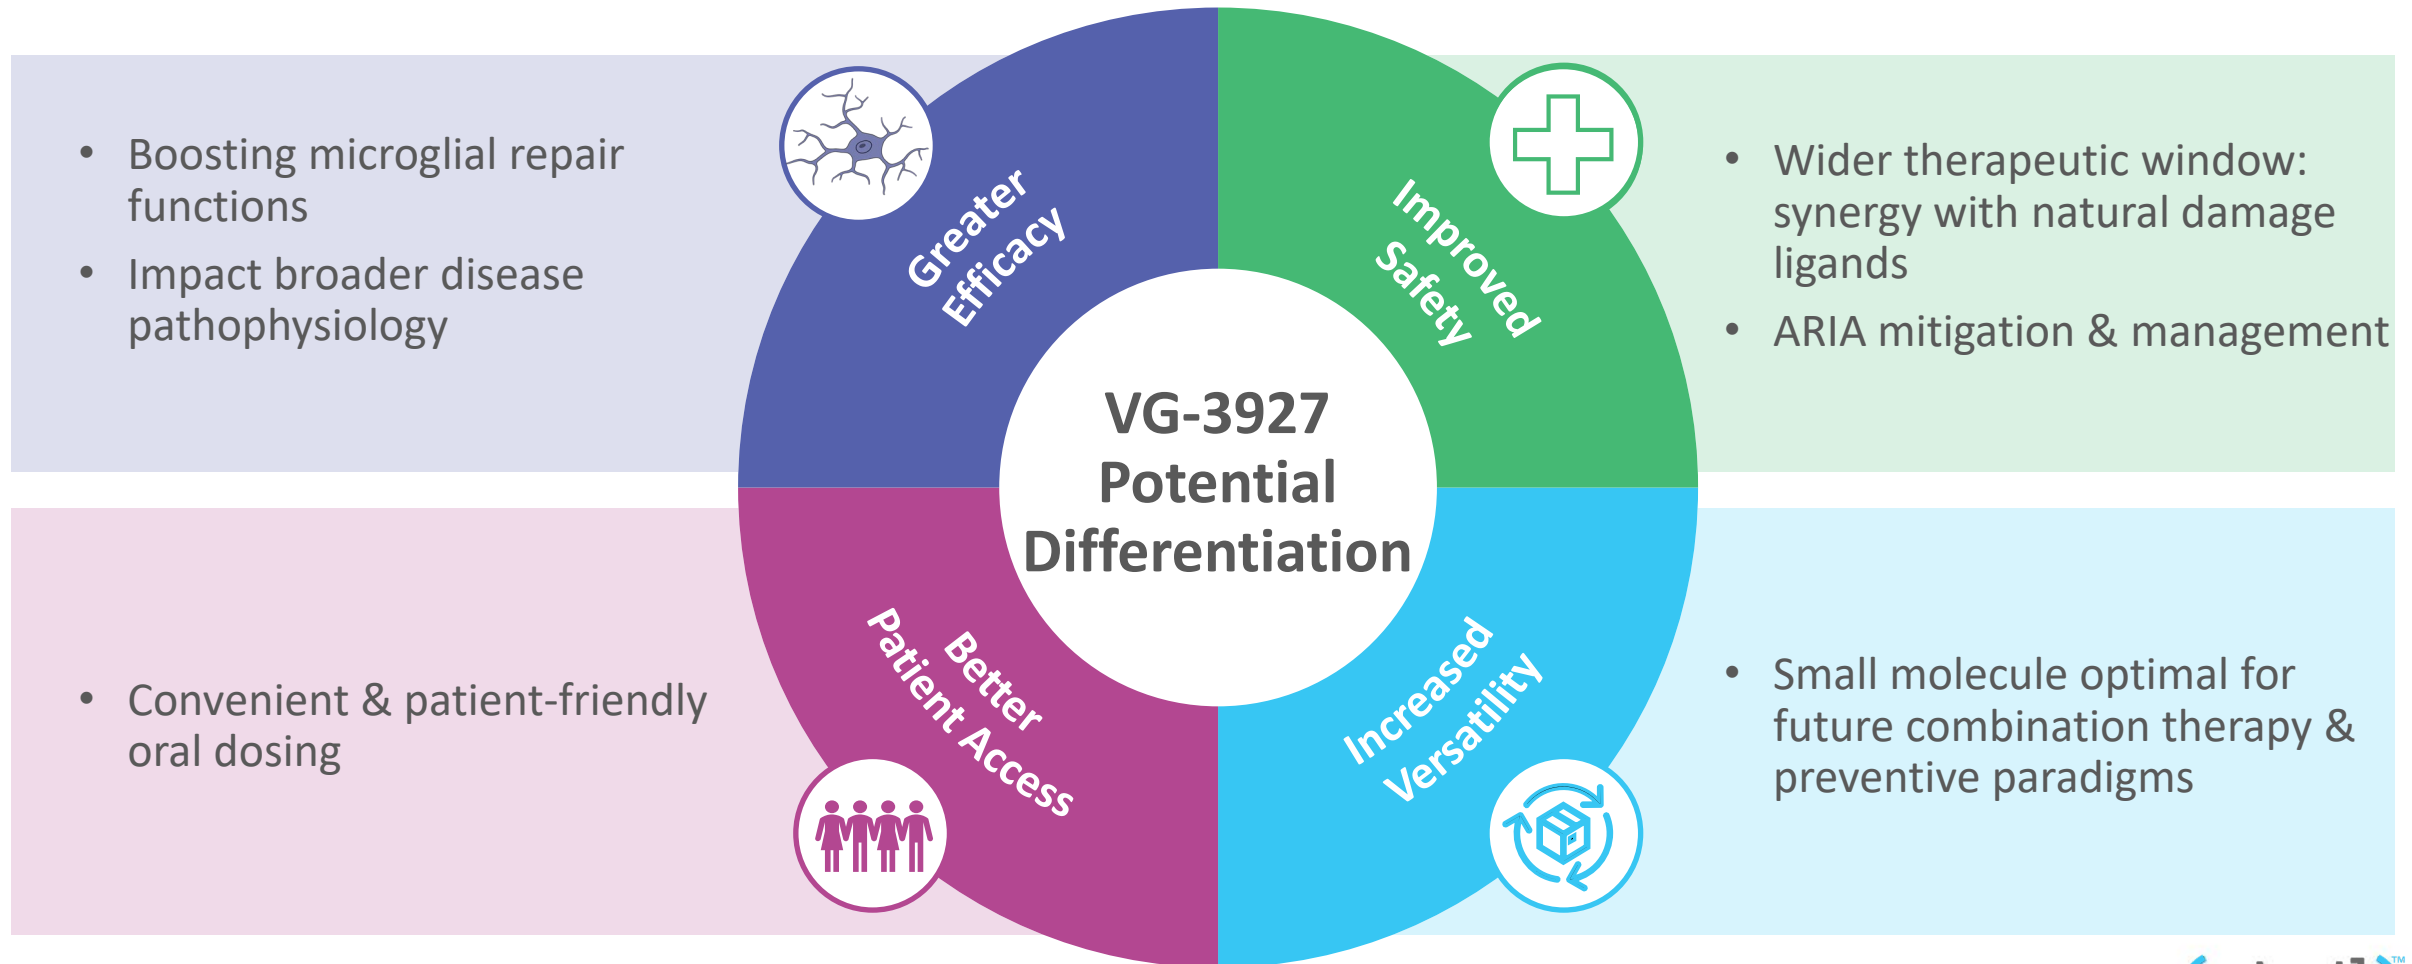 • Boosting microglial repair
functions
• Impact broader disease
pathophysiology
Greater
Efficacy
Improved
Safety
• Wider therapeutic window:
synergy with natural damage
ligands
• ARIA mitigation & management
VG-3927
Potential
Differentiation
• Convenient & patient-friendly
oral dosing
Better
Patient Access
Increased
Versatility
• Small molecule optimal for
future combination therapy &
preventive paradigms